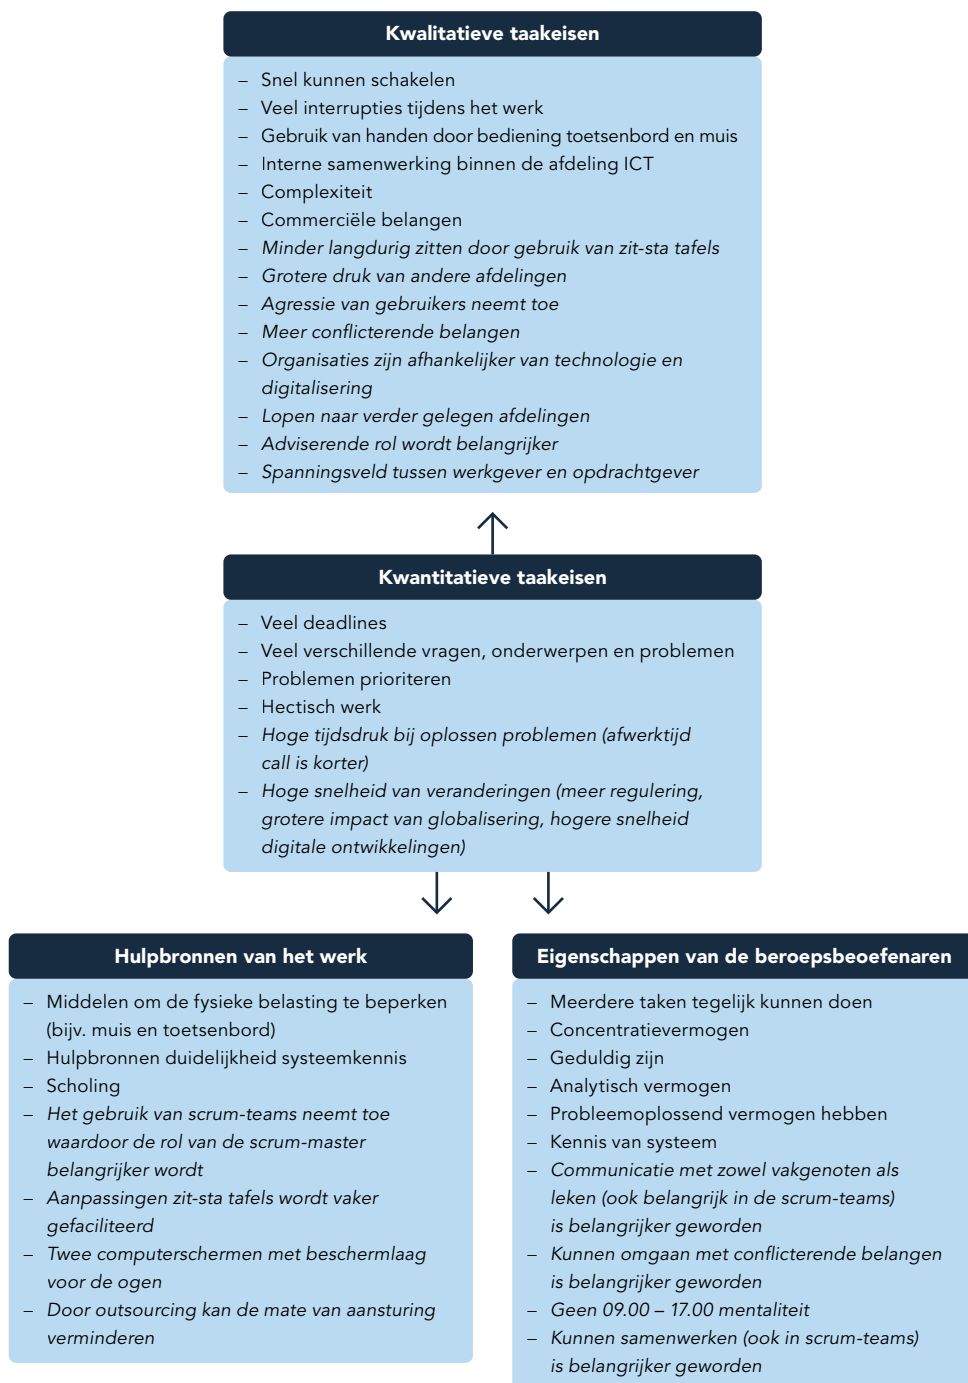 Kwalitatieve taakeisen
– Snel kunnen schakelen
– Veel interrupties tijdens het werk
– Gebruik van handen door bediening toetsenbord en muis
– Interne samenwerking binnen de afdeling ICT
– Complexiteit
– Commerciële belangen
– Minder langdurig zitten door gebruik van zit-sta tafels
– Grotere druk van andere afdelingen
– Agressie van gebruikers neemt toe
– Meer conflicterende belangen
– Organisaties zijn afhankelijker van technologie en
digitalisering
– Lopen naar verder gelegen afdelingen
– Adviserende rol wordt belangrijker
– Spanningsveld tussen werkgever en opdrachtgever
Kwantitatieve taakeisen
– Veel deadlines
– Veel verschillende vragen, onderwerpen en problemen
– Problemen prioriteren
– Hectisch werk
– Hoge tijdsdruk bij oplossen problemen (afwerktijd
call is korter)
– Hoge snelheid van veranderingen (meer regulering,
grotere impact van globalisering, hogere snelheid
digitale ontwikkelingen)
Hulpbronnen van het werk
– Middelen om de fysieke belasting te beperken
(bijv. muis en toetsenbord)
– Hulpbronnen duidelijkheid systeemkennis
– Scholing
– Het gebruik van scrum-teams neemt toe
waardoor de rol van de scrum-master
belangrijker wordt
– Aanpassingen zit-sta tafels wordt vaker
gefaciliteerd
– Twee computerschermen met beschermlaag
voor de ogen
– Door outsourcing kan de mate van aansturing
verminderen
Eigenschappen van de beroepsbeoefenaren
– Meerdere taken tegelijk kunnen doen
– Concentratievermogen
– Geduldig zijn
– Analytisch vermogen
– Probleemoplossend vermogen hebben
– Kennis van systeem
– Communicatie met zowel vakgenoten als
leken (ook belangrijk in de scrum-teams)
is belangrijker geworden
– Kunnen omgaan met conflicterende belangen
is belangrijker geworden
– Geen 09.00 – 17.00 mentaliteit
– Kunnen samenwerken (ook in scrum-teams)
is belangrijker geworden